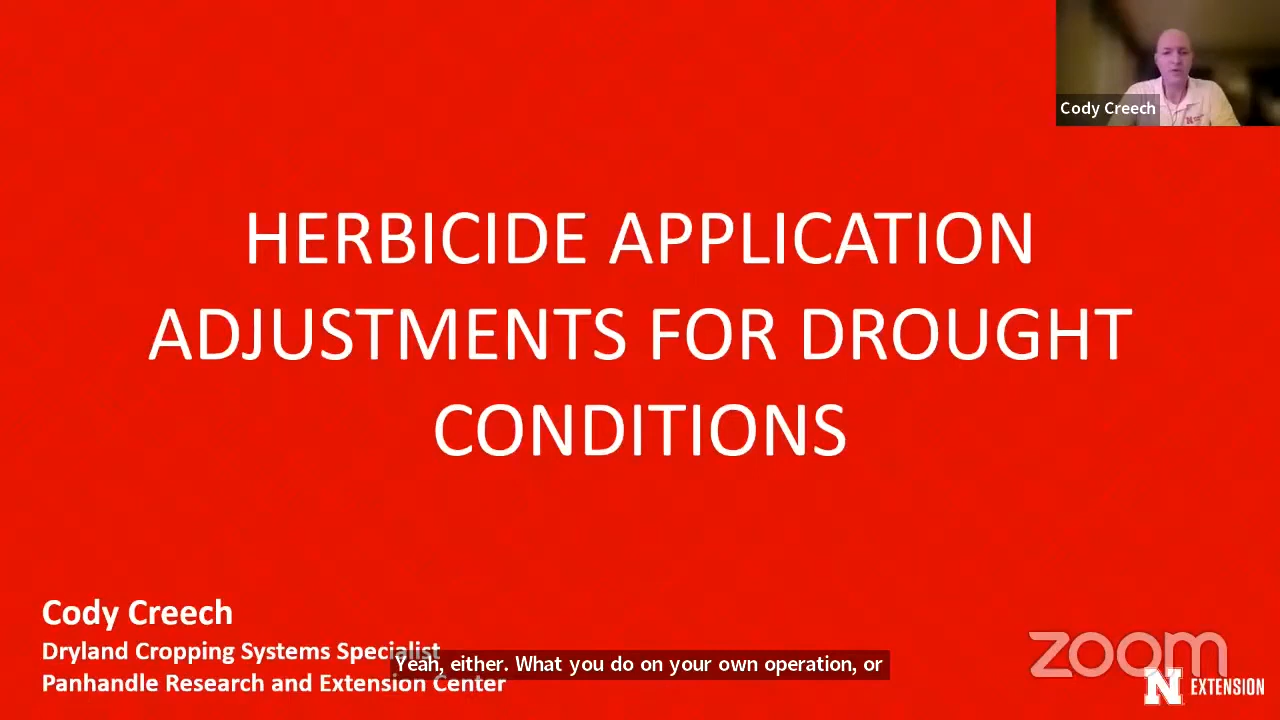 Cody Creech
HERBICIDE APPLICATION
ADJUSTMENTS FOR DROUGHT
CONDITIONS
Cody Creech
Dryland Cropping Systems Specialist
Panhandle Research and Extension Center
Yeah, either. What you do on your own operation, or
zoom
N EXTENSION